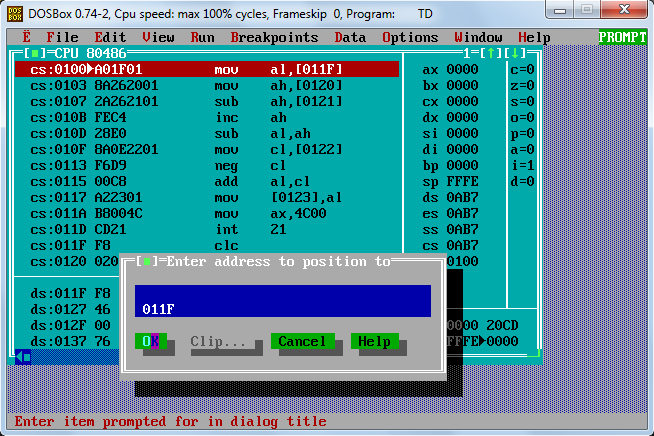 DOSBox 0.74-2, Cpu speed: max 100% cycles, Frameskip 0, Program: TD
Ë File Edit View Run Breakpoints Data Options Window Help PROMPT
[■]=CPU 80486 1=[↑][↓]
cs:0100▶A01F01 mov al,[011F] ax 0000 c=0
cs:0103 8A262001 mov ah,[0120] bx 0000 z=0
cs:0107 2A262101 sub ah,[0121] cx 0000 s=0
cs:010B FEC4 inc ah dx 0000 o=0
cs:010D 28E0 sub al,ah si 0000 p=0
cs:010F 8A0E2201 mov cl,[0122] di 0000 a=0
cs:0113 F6D9 neg cl bp 0000 i=1
cs:0115 00C8 add al,cl sp FFFE d=0
cs:0117 A22301 mov [0123],al ds 0AB7
cs:011A B8004C mov ax,4C00 es 0AB7
cs:011D CD21 int 21 ss 0AB7
cs:011F F8 clc cs 0AB7
cs:0120 020 0100
[■]=Enter address to position to
ds:011F F8
011F
ds:0127 46
ds:012F 00 0000 20CD
ds:0137 76 FFFE▶0000
OK Clip... Cancel Help
Enter item prompted for in dialog title